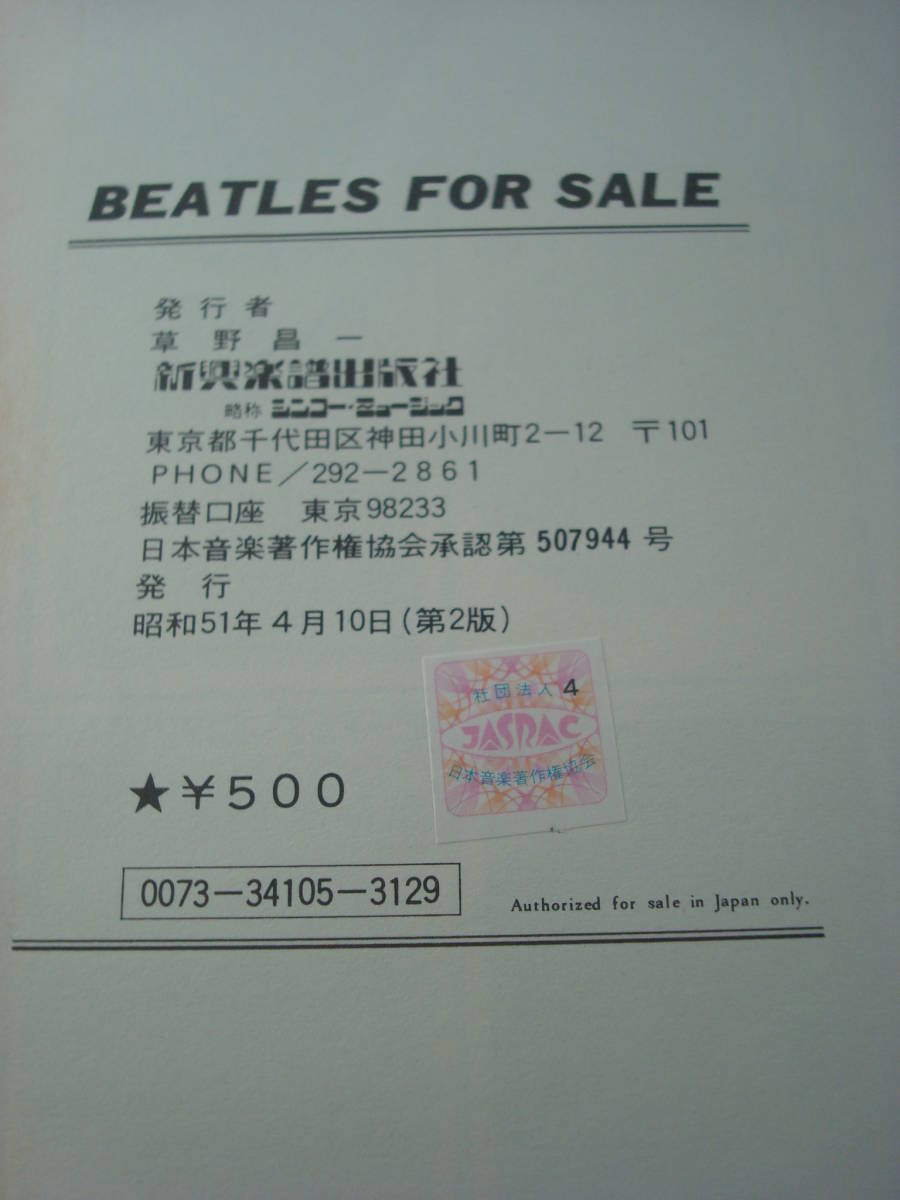 BEATLES FOR SALE
発行者
草野昌一
新興楽譜出版社
略称 シンコー・ミュージック
東京都千代田区神田小川町2-12 〒101
PHONE/292-2861
振替口座 東京98233
日本音楽著作権協会承認第 507944 号
発行
昭和51年4月10日(第2版)
社団法人 4
JASRAC
日本音楽著作権協会
★¥500
0073-34105-3129
Authorized for sale in Japan only.